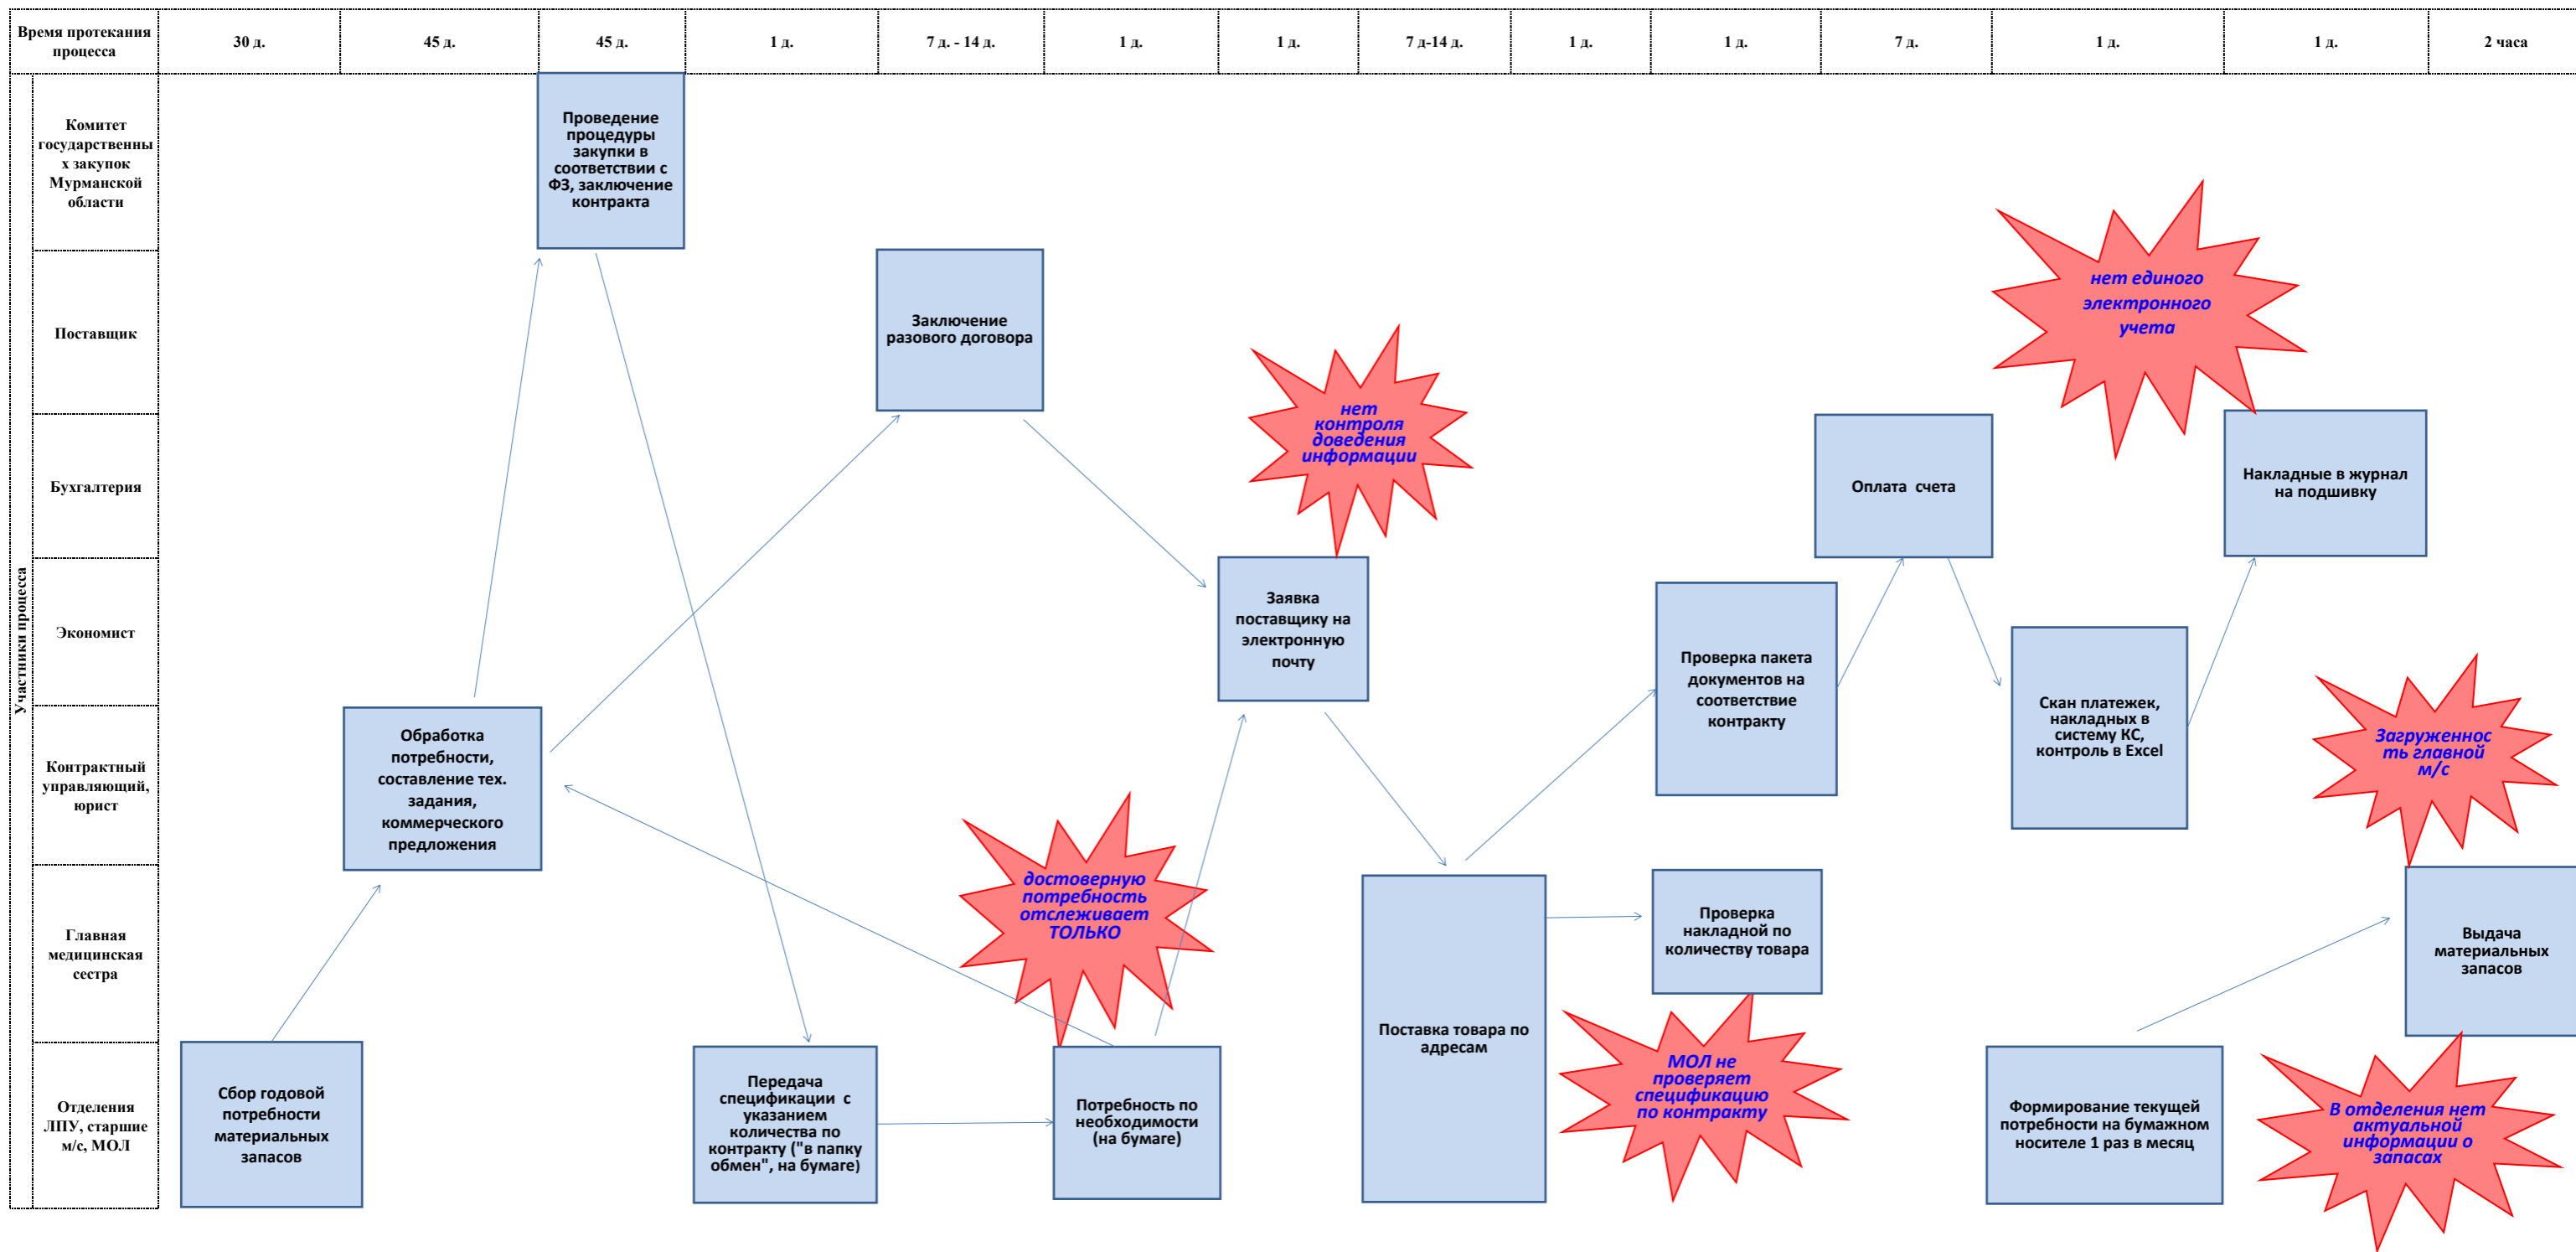 Время протекания
процесса
30 д.
45 д.
45 д.
1 д.
7 д. - 14 д.
1 д.
1 д.
7 д-14 д.
1 д.
1 д.
7 д.
1 д.
1 д.
2 часа
Участники процесса
Комитет
государственны
х закупок
Мурманской
области
Поставщик
Бухгалтерия
Экономист
Контрактный
управляющий,
юрист
Главная
медицинская
сестра
Отделения
ЛПУ, старшие
м/с, МОЛ
Проведение
процедуры
закупки в
соответствии с
ФЗ, заключение
контракта
Заключение
разового договора
нет единого
электронного
учета
нет
контроля
доведения
информации
Оплата  счета
Накладные в журнал
на подшивку
Заявка
поставщику на
электронную
почту
Проверка пакета
документов на
соответствие
контракту
Скан платежек,
накладных в
систему КС,
контроль в Excel
Загруженнос
ть главной
м/с
Обработка
потребности,
составление тех.
задания,
коммерческого
предложения
достоверную
потребность
отслеживает
ТОЛЬКО
Проверка
накладной по
количеству товара
Выдача
материальных
запасов
Поставка товара по
адресам
МОЛ не
проверяет
спецификацию
по контракту
Сбор годовой
потребности
материальных
запасов
Передача
спецификации  с
указанием
количества по
контракту ("в папку
обмен", на бумаге)
Потребность по
необходимости
(на бумаге)
Формирование текущей
потребности на бумажном
носителе 1 раз в месяц
В отделения нет
актуальной
информации о
запасах